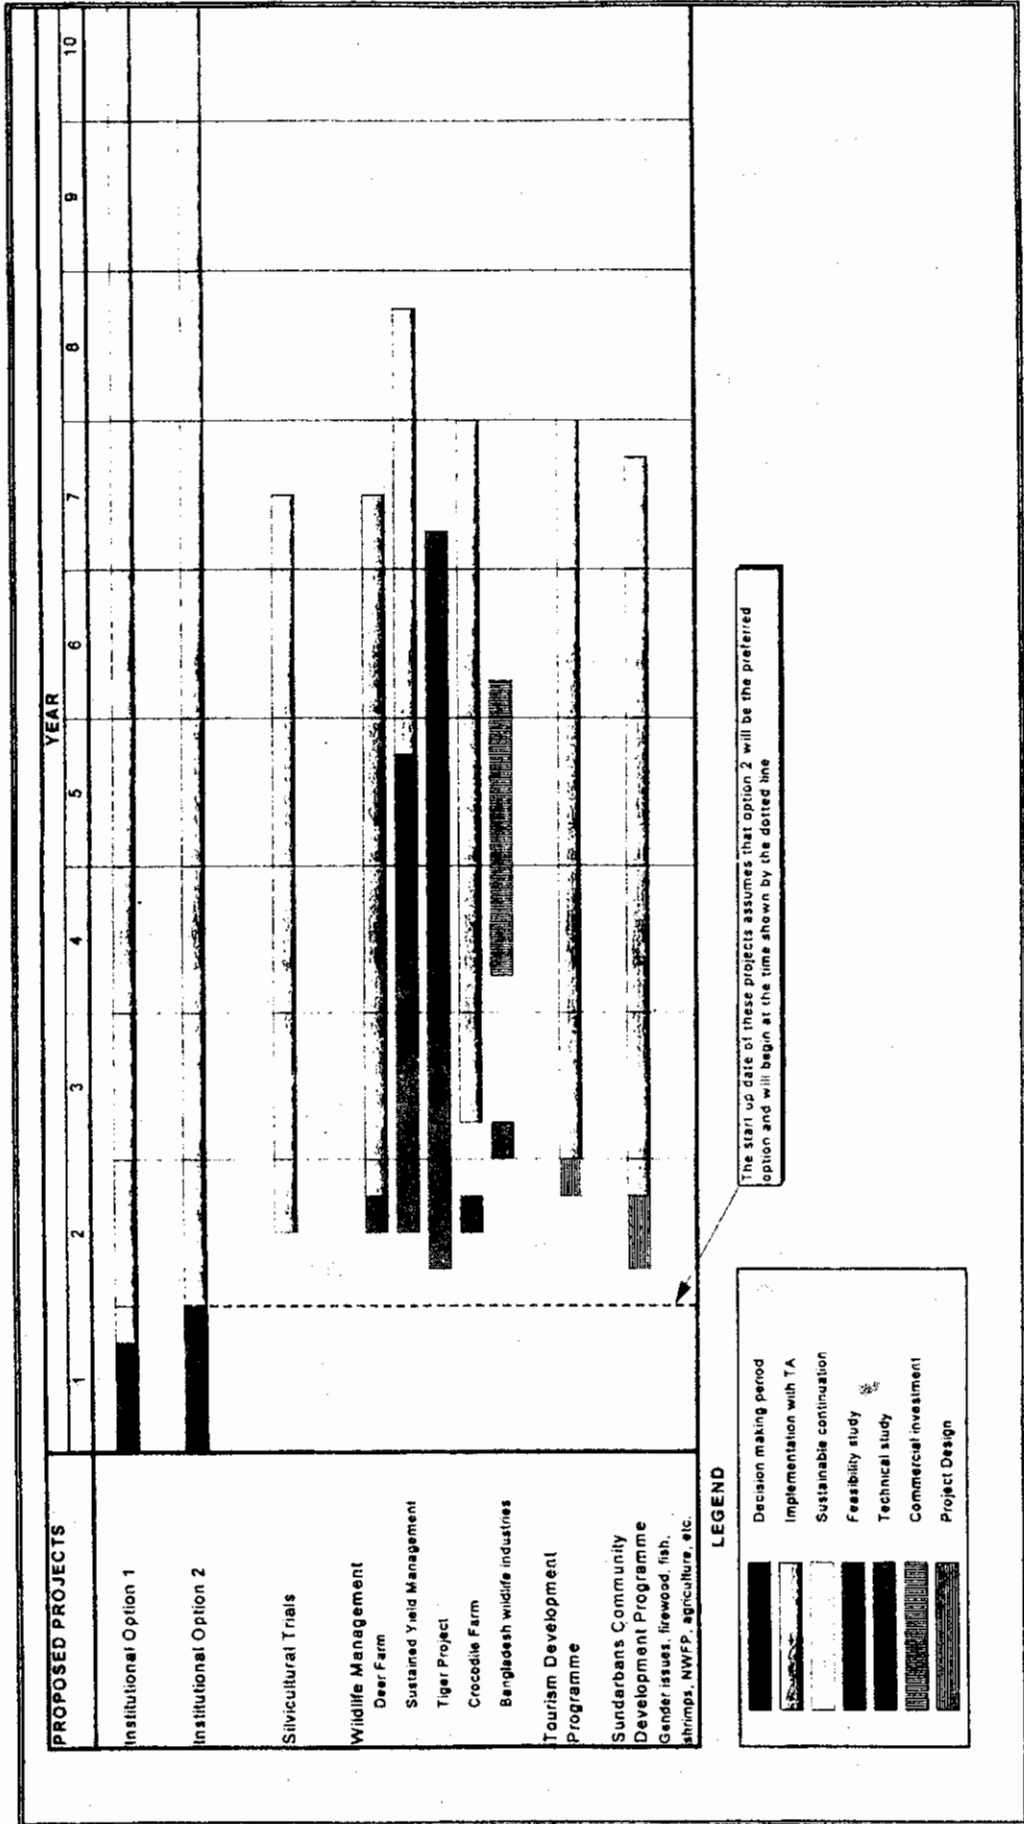 YEAR
PROPOSED PROJECTS
1 2 3 4 5 6 7 8 9 10
Institutional Option 1
Institutional Option 2
Silvicultural Trials
Wildlife Management
Deer Farm
Sustained Yield Management
Tiger Project
Crocodile Farm
Bangladesh wildlife industries
Tourism Development
Programme
Sundarbans Community
Development Programme
Gender issues, firewood, fish,
shrimps, NWFP, agriculture, etc.
LEGEND
Decision making period
Implementation with TA
Sustainable continuation
Feasibility study
Technical study
Commercial investment
Project Design
The start up date of these projects assumes that option 2 will be the preferred
option and will begin at the time shown by the dotted line